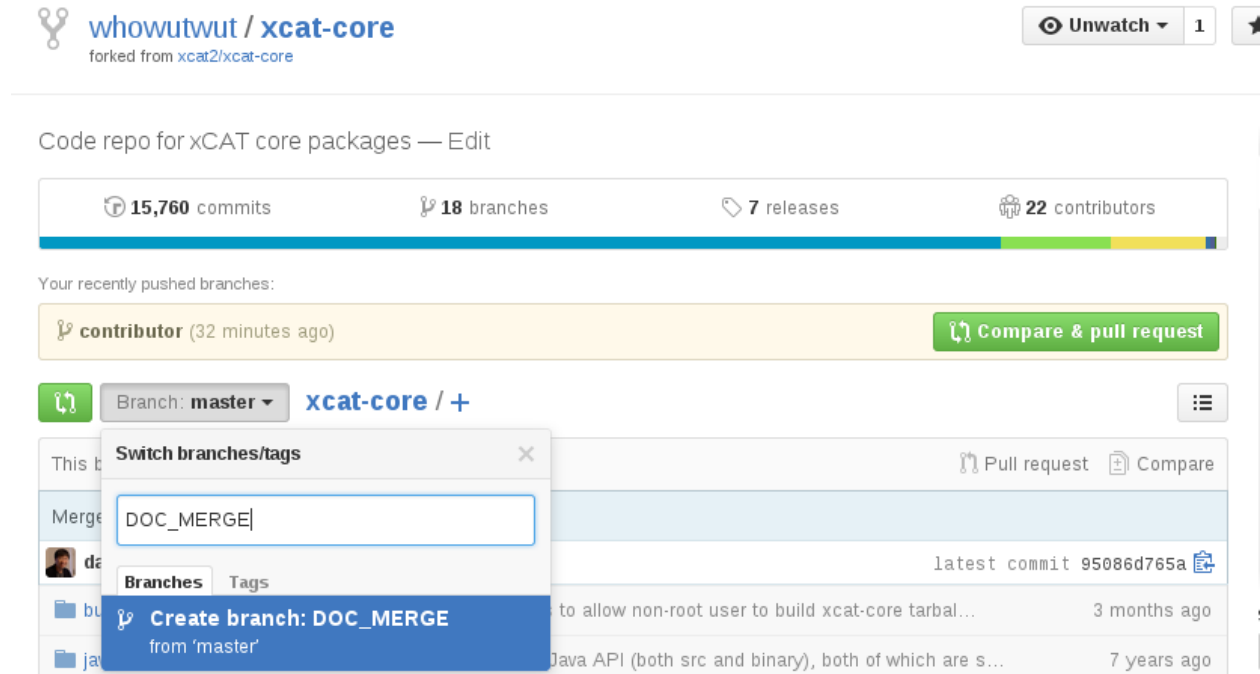 whowutwut / xcat-core
Unwatch
1
forked from xcat2/xcat-core
Code repo for xCAT core packages — Edit
15,760 commits
18 branches
7 releases
22 contributors
Your recently pushed branches:
contributor (32 minutes ago)
Compare & pull request
Branch: master
xcat-core / +
Switch branches/tags
This
Pull request
Compare
DOC_MERGE
Merge
latest commit 95086d765a
Branches
Tags
Create branch: DOC_MERGE
from ‘master’
to allow non-root user to build xcat-core tarbal…
3 months ago
Java API (both src and binary), both of which are s…
7 years ago